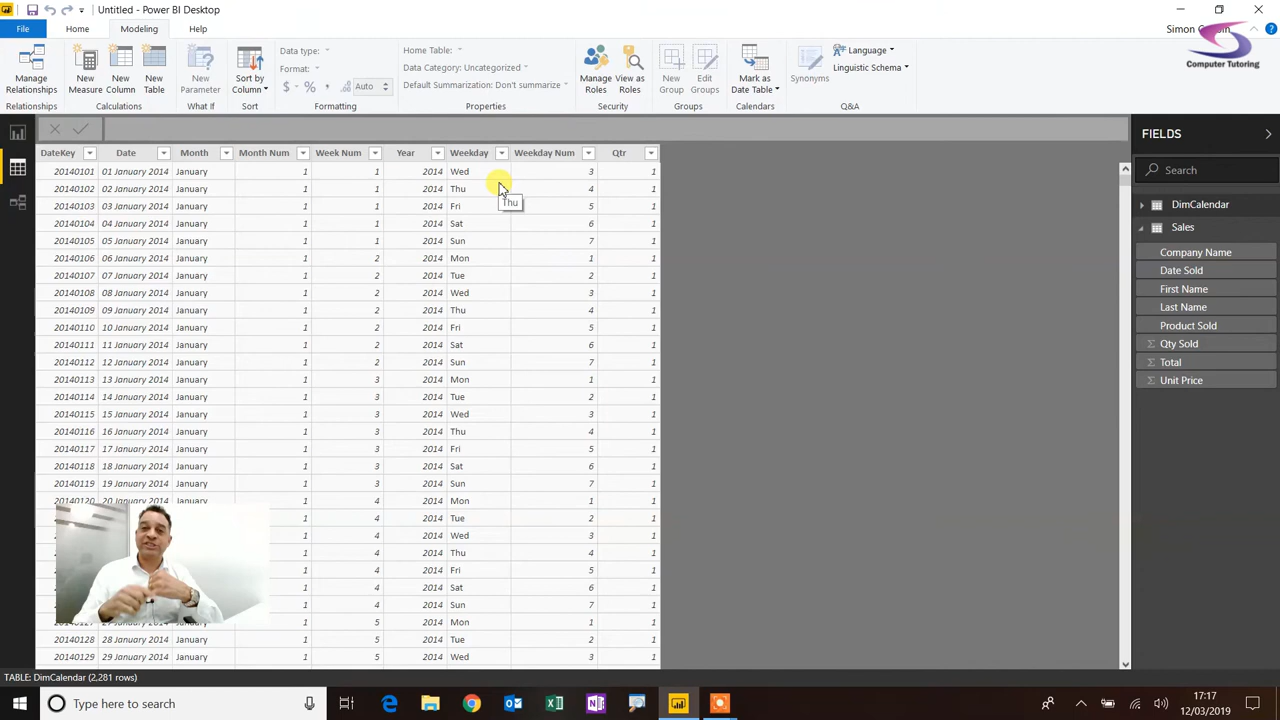 Untitled - Power BI Desktop
File
Home
Modeling
Help
Manage Relationships
New Measure
New Column
New Table
New Parameter
Sort by Column
Data type:
Format:
$ % , Auto
Home Table:
Data Category: Uncategorized
Default Summarization: Don't summarize
Manage Roles
View as Roles
New Group
Edit Groups
Mark as Date Table
Synonyms
Language
Linguistic Schema
Relationships
Calculations
What If
Sort
Formatting
Properties
Security
Groups
Calendars
Q&A
Simon
Computer Tutoring
DateKey Date Month Month Num Week Num Year Weekday Weekday Num Qtr
20140101 01 January 2014 January 1 1 2014 Wed 3 1
20140102 02 January 2014 January 1 1 2014 Thu 4 1
Thu
20140103 03 January 2014 January 1 1 2014 Fri 5 1
20140104 04 January 2014 January 1 1 2014 Sat 6 1
20140105 05 January 2014 January 1 1 2014 Sun 7 1
20140106 06 January 2014 January 1 2 2014 Mon 1 1
20140107 07 January 2014 January 1 2 2014 Tue 2 1
20140108 08 January 2014 January 1 2 2014 Wed 3 1
20140109 09 January 2014 January 1 2 2014 Thu 4 1
20140110 10 January 2014 January 1 2 2014 Fri 5 1
20140111 11 January 2014 January 1 2 2014 Sat 6 1
20140112 12 January 2014 January 1 2 2014 Sun 7 1
20140113 13 January 2014 January 1 3 2014 Mon 1 1
20140114 14 January 2014 January 1 3 2014 Tue 2 1
20140115 15 January 2014 January 1 3 2014 Wed 3 1
20140116 16 January 2014 January 1 3 2014 Thu 4 1
20140117 17 January 2014 January 1 3 2014 Fri 5 1
20140118 18 January 2014 January 1 3 2014 Sat 6 1
20140119 19 January 2014 January 1 3 2014 Sun 7 1
20140120 20 January 2014 January 1 4 2014 Mon 1 1
1 4 2014 Tue 2 1
1 4 2014 Wed 3 1
1 4 2014 Thu 4 1
1 4 2014 Fri 5 1
1 4 2014 Sat 6 1
1 4 2014 Sun 7 1
20140127 27 January 2014 January 1 5 2014 Mon 1 1
20140128 28 January 2014 January 1 5 2014 Tue 2 1
20140129 29 January 2014 January 1 5 2014 Wed 3 1
FIELDS
Search
DimCalendar
Sales
Company Name
Date Sold
First Name
Last Name
Product Sold
Σ Qty Sold
Σ Total
Σ Unit Price
TABLE: DimCalendar (2,281 rows)
Type here to search
17:17
12/03/2019